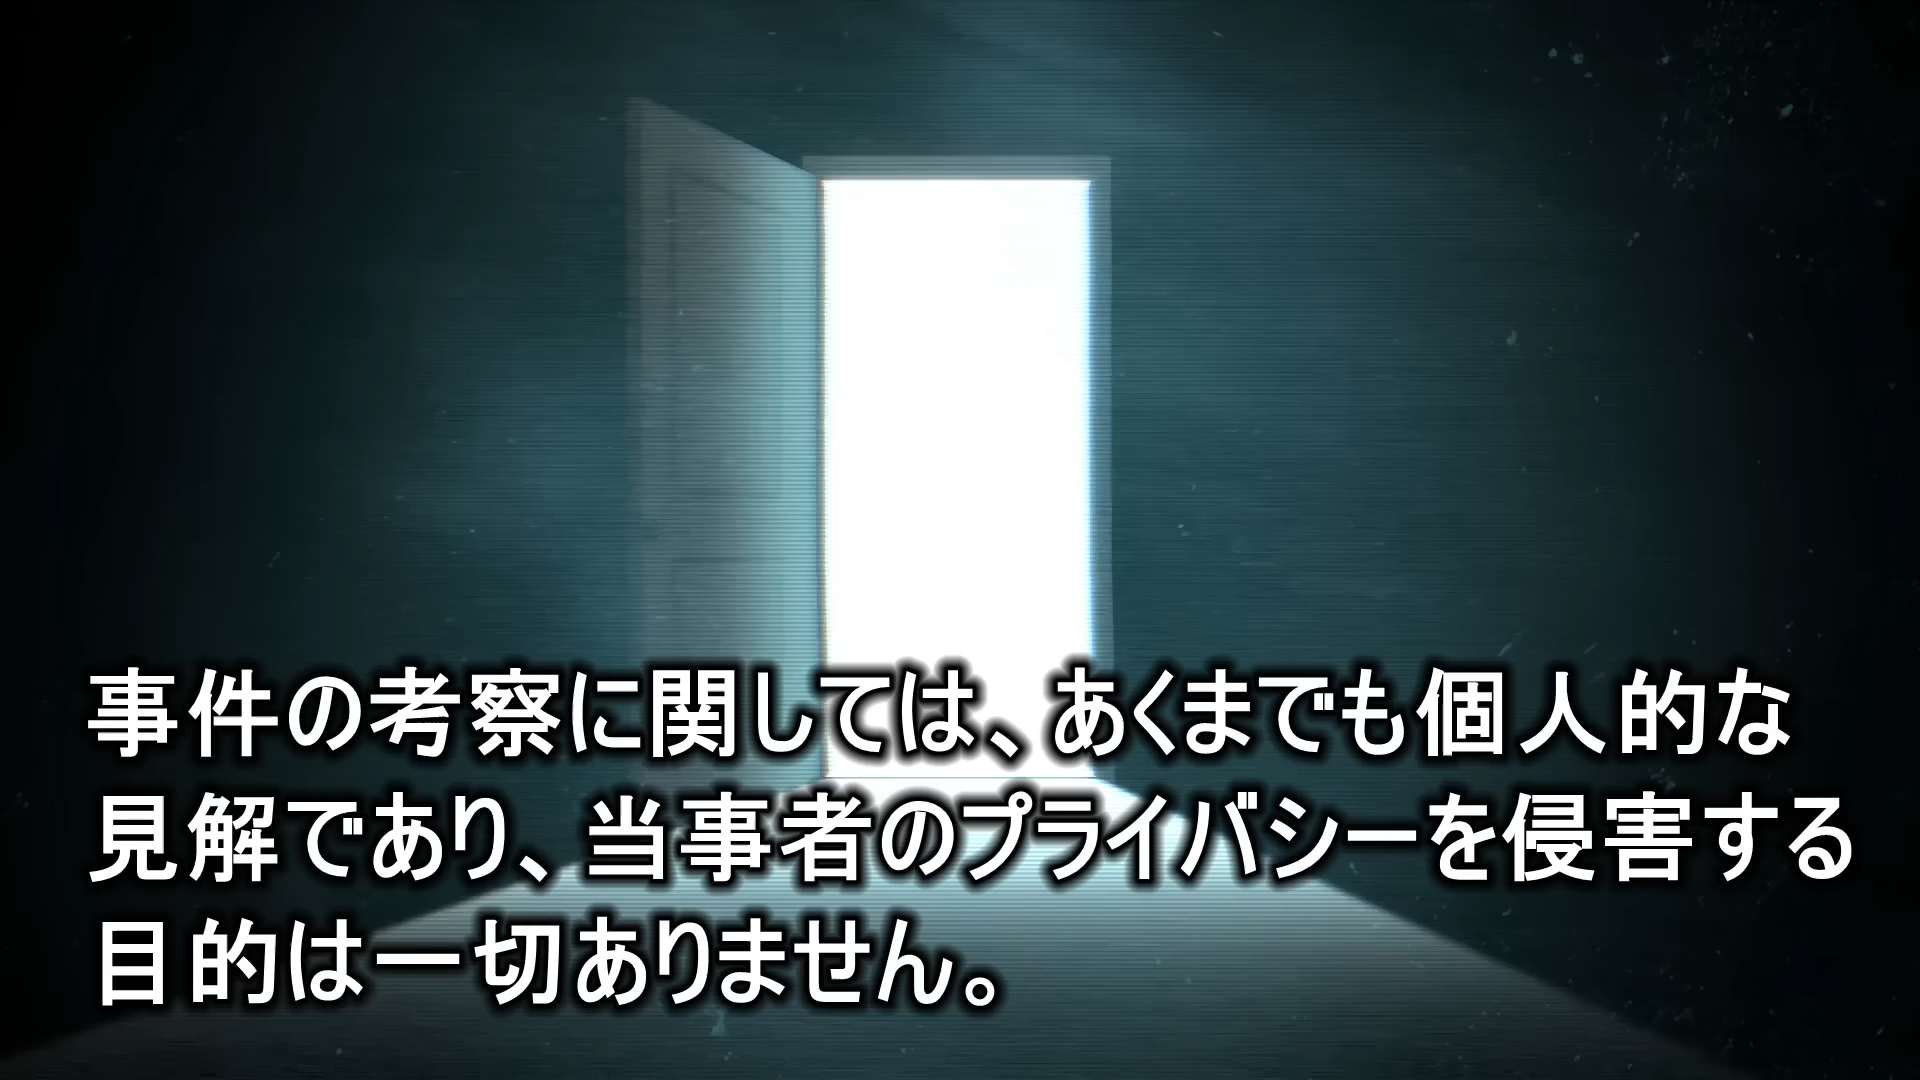 事件の考察に関しては、あくまでも個人的な
見解であり、当事者のプライバシーを侵害する
目的は一切ありません。